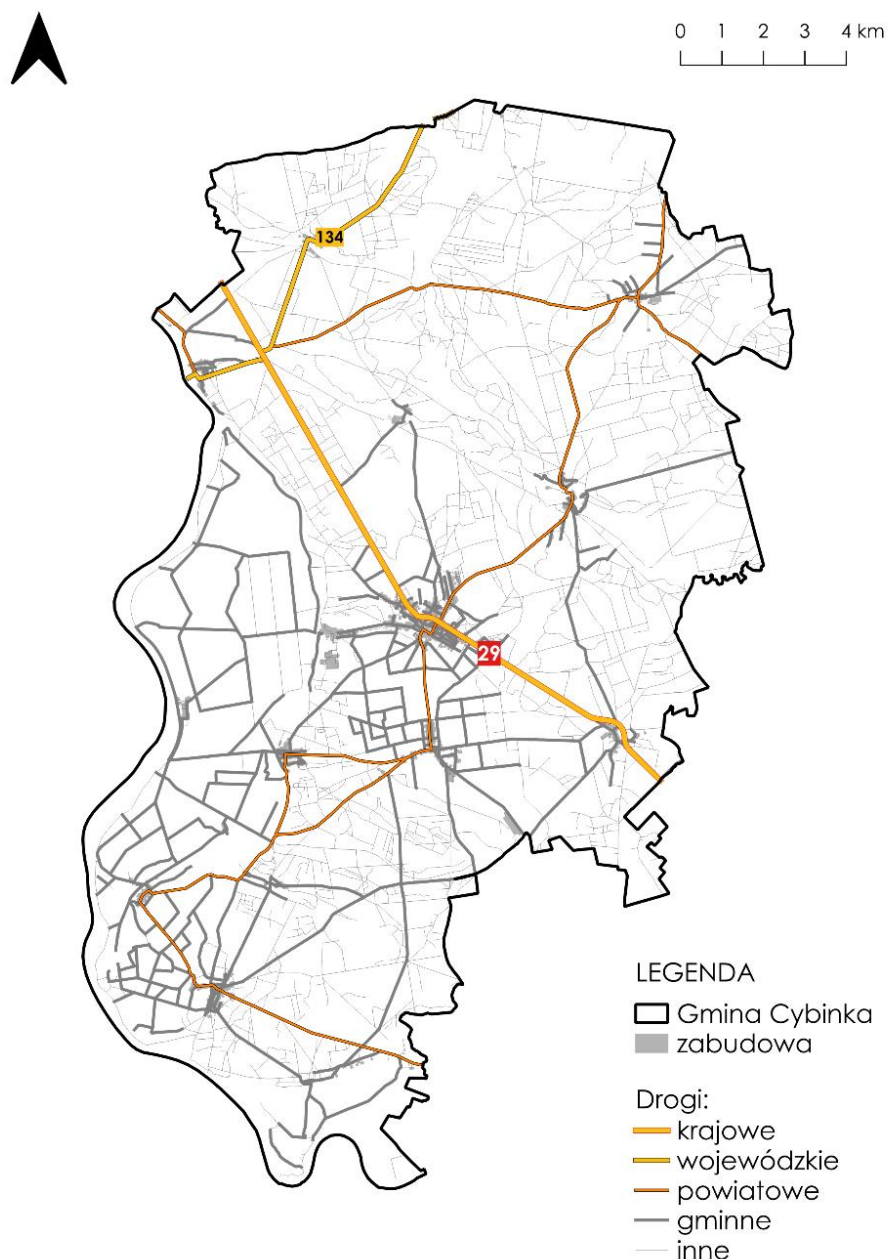 0 1 2 3 4 km
134
29
LEGENDA
Gmina Cybinka
zabudowa
Drogi:
krajowe
wojewódzkie
powiatowe
gminne
inne